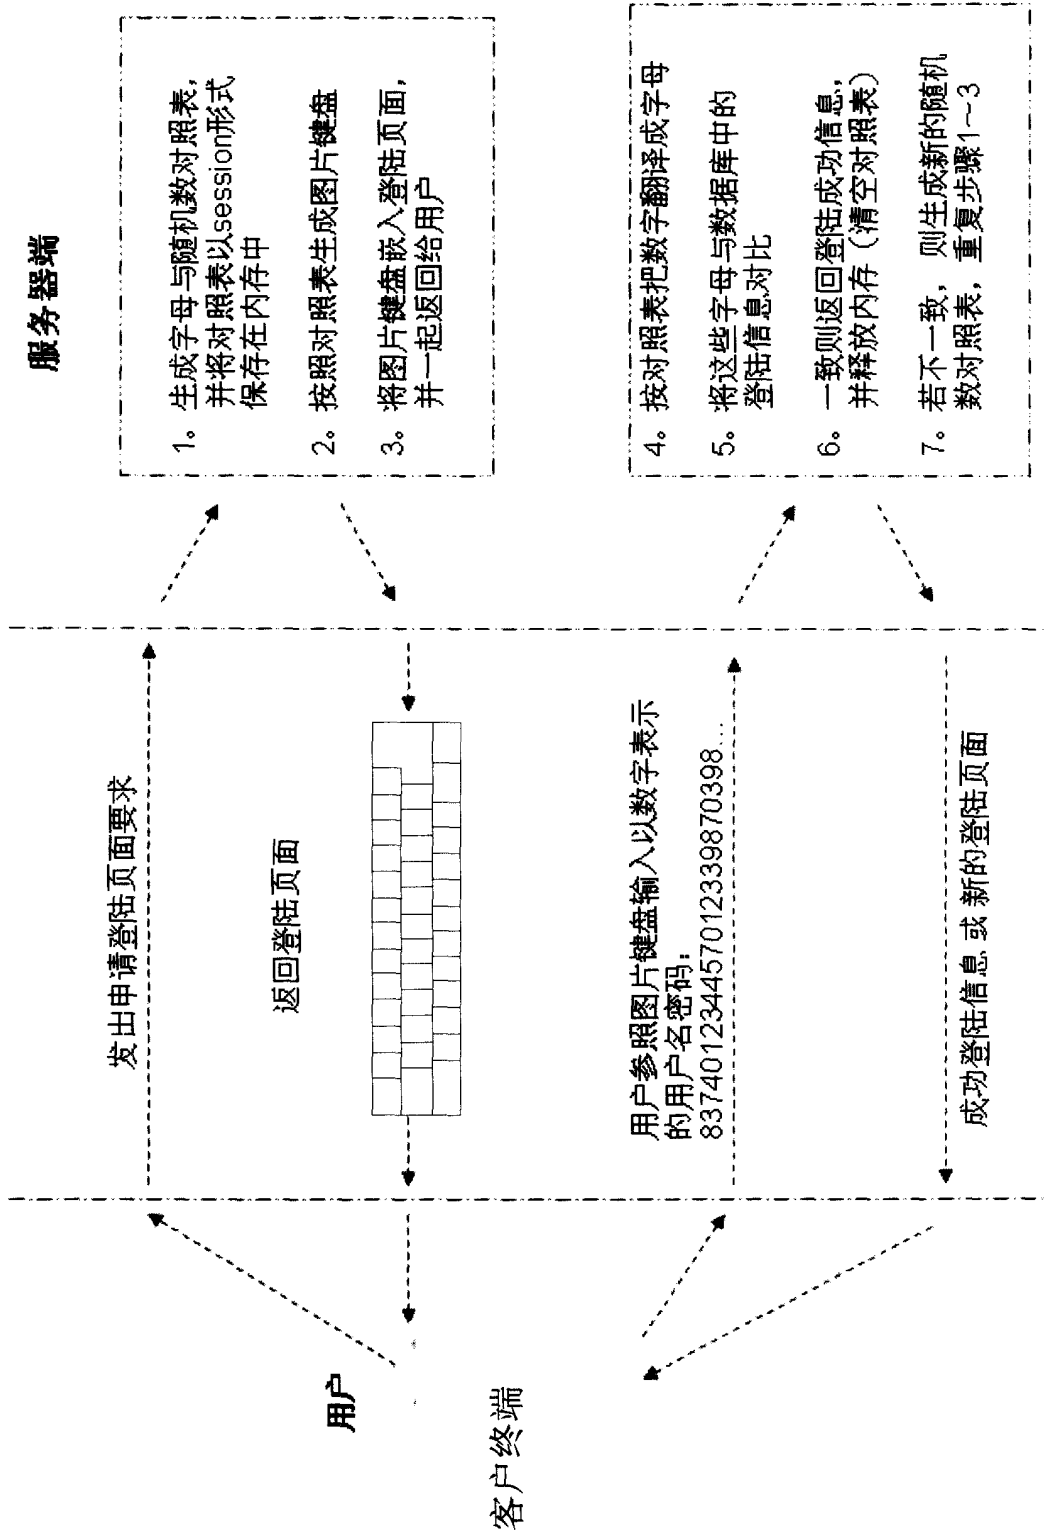 服务器端
1。生成字母与随机数对照表，
并将对照表以session形式
保存在内存中
2。按照对照表生成图片键盘
3。将图片键盘嵌入登陆页面，
并一起返回给用户
4。按对照表把数字翻译成字母
5。将这些字母与数据库中的
登陆信息对比
6。一致则返回登陆成功信息，
并释放内存（清空对照表）
7。若不一致，则生成新的随机
数对照表，重复步骤1～3
发出申请登陆页面要求
返回登陆页面
用户参照图片键盘输入以数字表示
的用户名密码：
83740123445701233987039​8...
成功登陆信息 或 新的登陆页面
用户
客户终端